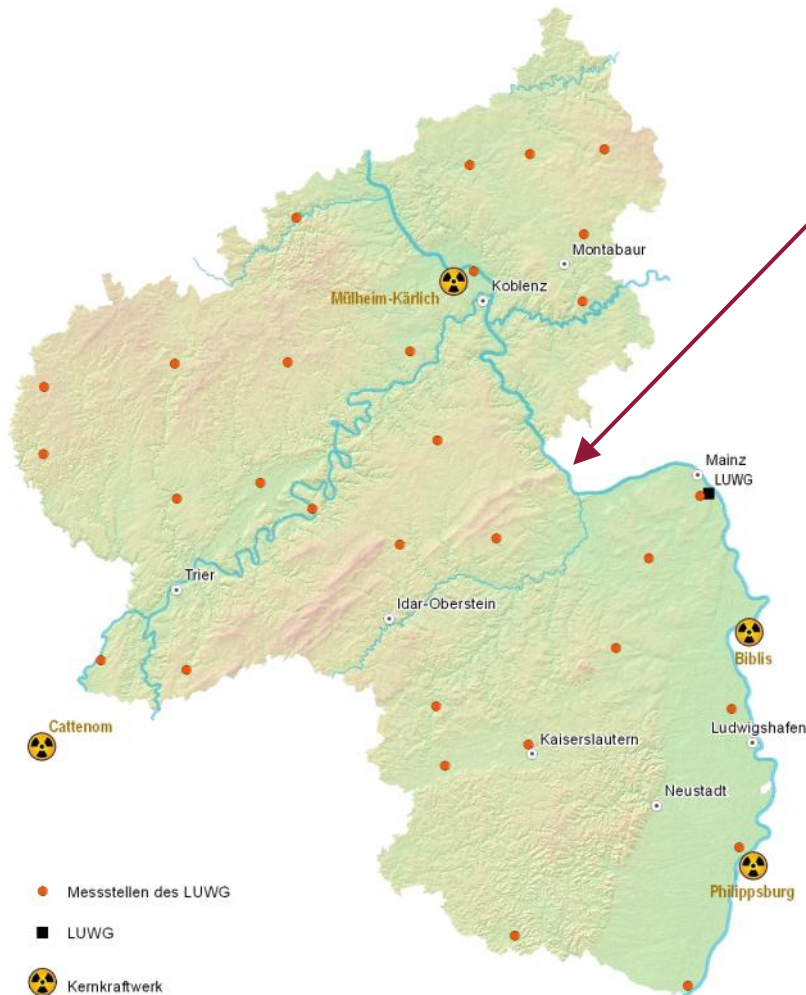 Montabaur
Mülheim-Kärlich
Koblenz
Mainz
LUWG
Trier
Idar-Oberstein
Biblis
Cattenom
Ludwigshafen
Kaiserslautern
Neustadt
Philippsburg
Messstellen des LUWG
LUWG
Kernkraftwerk